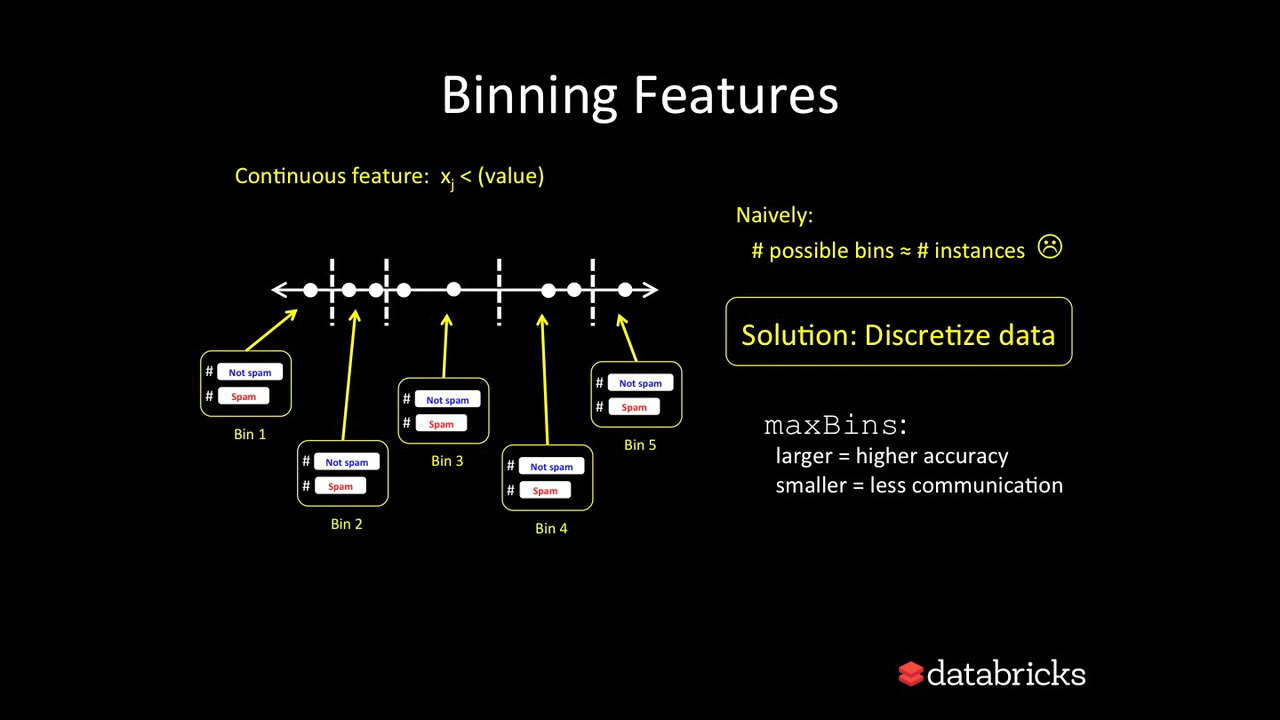 Binning Features
Continuous feature: xj < (value)
Naively:
# possible bins ≈ # instances ☹
Solution: Discretize data
maxBins:
larger = higher accuracy
smaller = less communication
# Not spam
# Spam
Bin 1
# Not spam
# Spam
Bin 2
# Not spam
# Spam
Bin 3
# Not spam
# Spam
Bin 4
# Not spam
# Spam
Bin 5
databricks